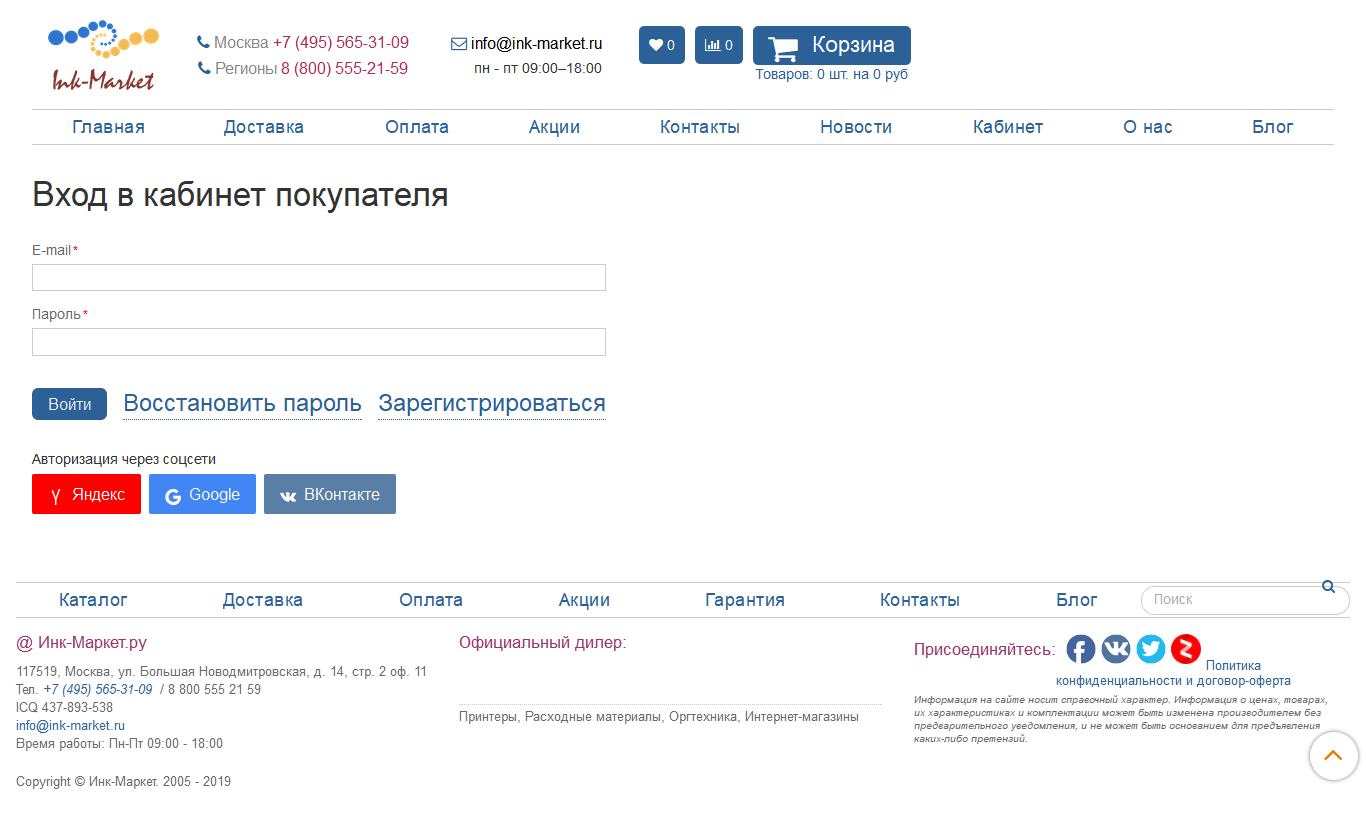 Ink-Market
Москва +7 (495) 565-31-09
Регионы 8 (800) 555-21-59
info@ink-market.ru
пн - пт 09:00–18:00
0
0
Корзина
Товаров: 0 шт. на 0 руб
Главная Доставка Оплата Акции Контакты Новости Кабинет О нас Блог
Вход в кабинет покупателя
E-mail*
Пароль*
Войти Восстановить пароль Зарегистрироваться
Авторизация через соцсети
Яндекс Google ВКонтакте
Каталог Доставка Оплата Акции Гарантия Контакты Блог Поиск
@ Инк-Маркет.ру
117519, Москва, ул. Большая Новодмитровская, д. 14, стр. 2 оф. 11
Тел. +7 (495) 565-31-09 / 8 800 555 21 59
ICQ 437-893-538
info@ink-market.ru
Время работы: Пн-Пт 09:00 - 18:00
Copyright © Инк-Маркет. 2005 - 2019
Официальный дилер:
Принтеры, Расходные материалы, Оргтехника, Интернет-магазины
Присоединяйтесь:
Политика
конфиденциальности и договор-оферта
Информация на сайте носит справочный характер. Информация о ценах, товарах,
их характеристиках и комплектации может быть изменена производителем без
предварительного уведомления, и не может быть основанием для предъявления
каких-либо претензий.